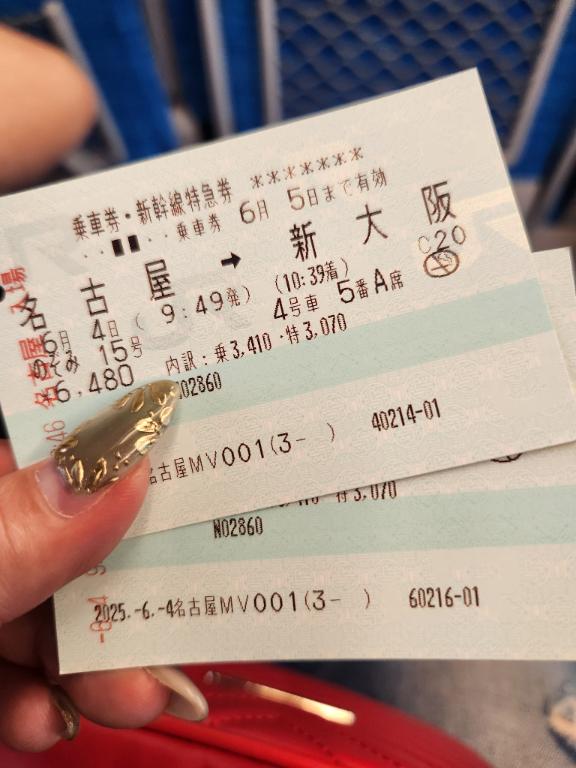 乗車券・新幹線特急券 *******
乗車券 6月 5日まで有効
名 古 屋 ➡ 新 大 阪
6月 4日 ( 9:49発) (10:39着) C20
のぞみ 15号 4号車 5番A席
6,480 内訳:乗3,410・特3,070
02860
名古屋MV001(3- ) 40214-01
特3,070
N02860
2025.-6.-4名古屋MV001(3- ) 60216-01